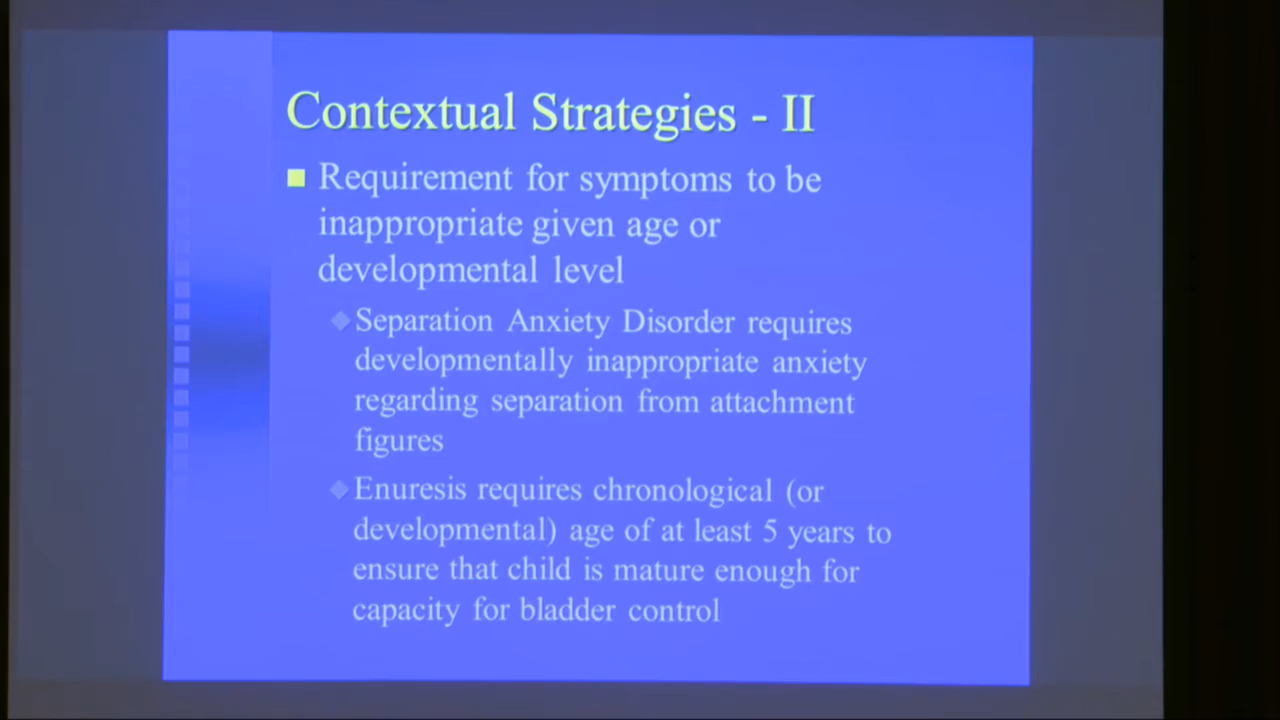 Contextual Strategies - II
Requirement for symptoms to be
inappropriate given age or
developmental level
Separation Anxiety Disorder requires
developmentally inappropriate anxiety
regarding separation from attachment
figures
Enuresis requires chronological (or
developmental) age of at least 5 years to
ensure that child is mature enough for
capacity for bladder control